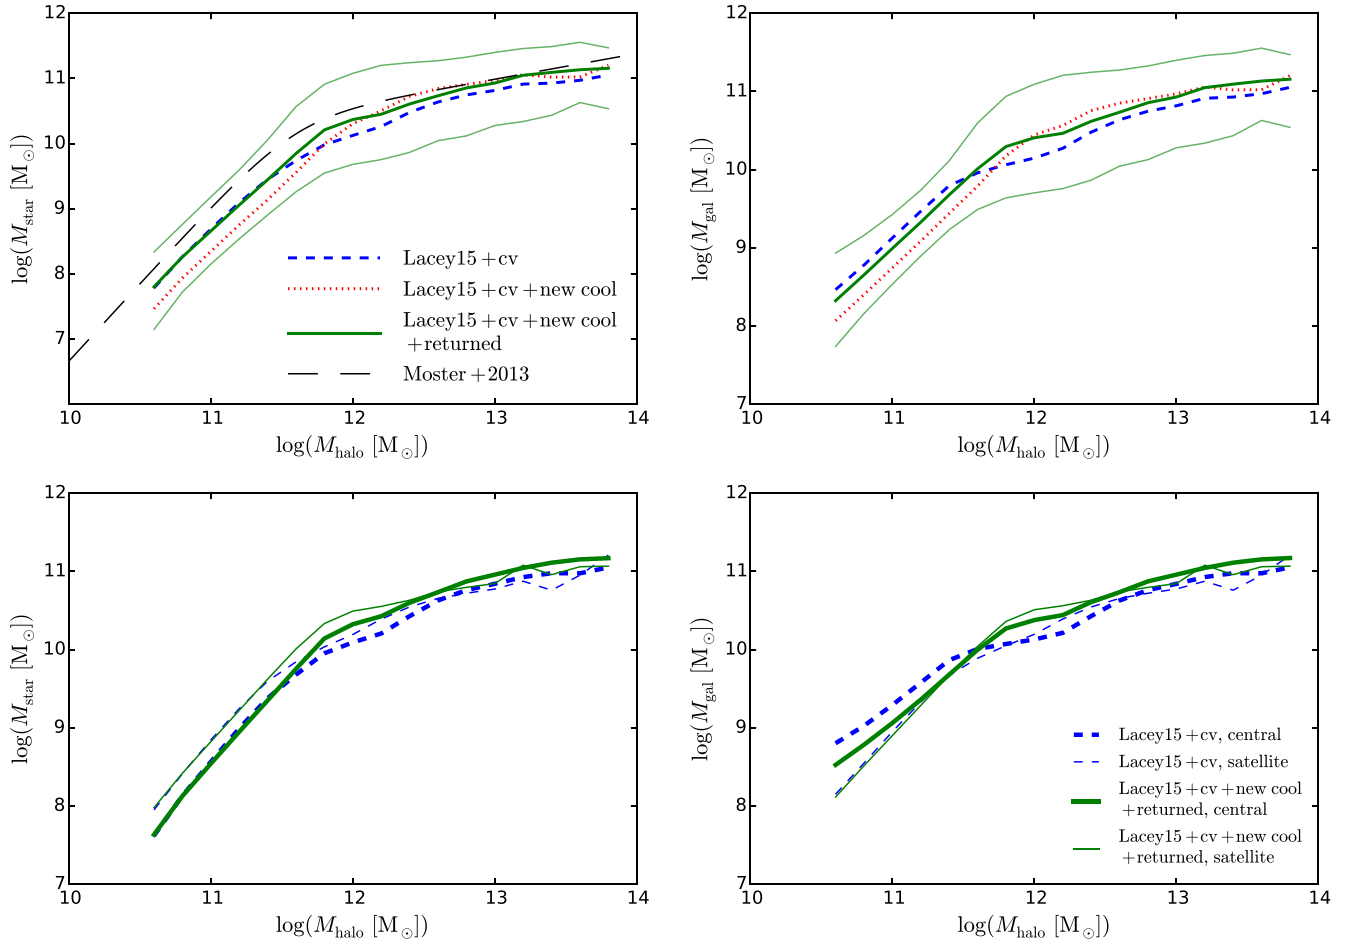 12
11
10
9
8
7
10 11 12 13 14
log(M_star [M_⊙])
log(M_halo [M_⊙])
Lacey15+cv
Lacey15+cv+new cool
Lacey15+cv+new cool
+returned
Moster+2013
12
11
10
9
8
7
10 11 12 13 14
log(M_gal [M_⊙])
log(M_halo [M_⊙])
12
11
10
9
8
7
10 11 12 13 14
log(M_star [M_⊙])
log(M_halo [M_⊙])
12
11
10
9
8
7
10 11 12 13 14
log(M_gal [M_⊙])
log(M_halo [M_⊙])
Lacey15+cv, central
Lacey15+cv, satellite
Lacey15+cv+new cool
+returned, central
Lacey15+cv+new cool
+returned, satellite